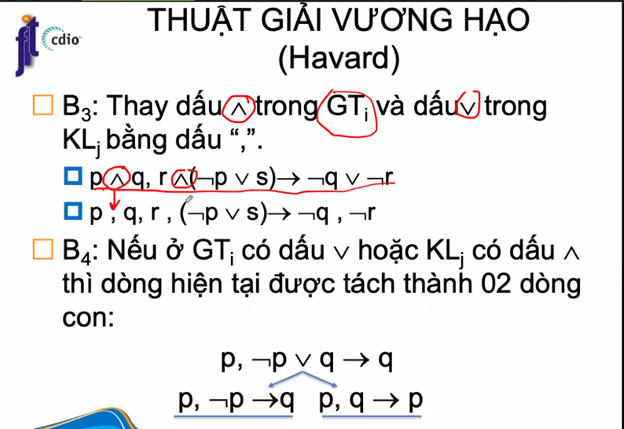 THUẬT GIẢI VƯƠNG HẠO
(Havard)
jft cdio
B₃: Thay dấu ∧ trong GTᵢ và dấu ∨ trong
KLⱼ bằng dấu “,”.
p ∧ q, r ∧ (¬p ∨ s)→ ¬q ∨ ¬r
p , q, r , (¬p ∨ s)→ ¬q , ¬r
B₄: Nếu ở GTᵢ có dấu ∨ hoặc KLⱼ có dấu ∧
thì dòng hiện tại được tách thành 02 dòng
con:
p, ¬p ∨ q → q
p, ¬p →q p, q → p